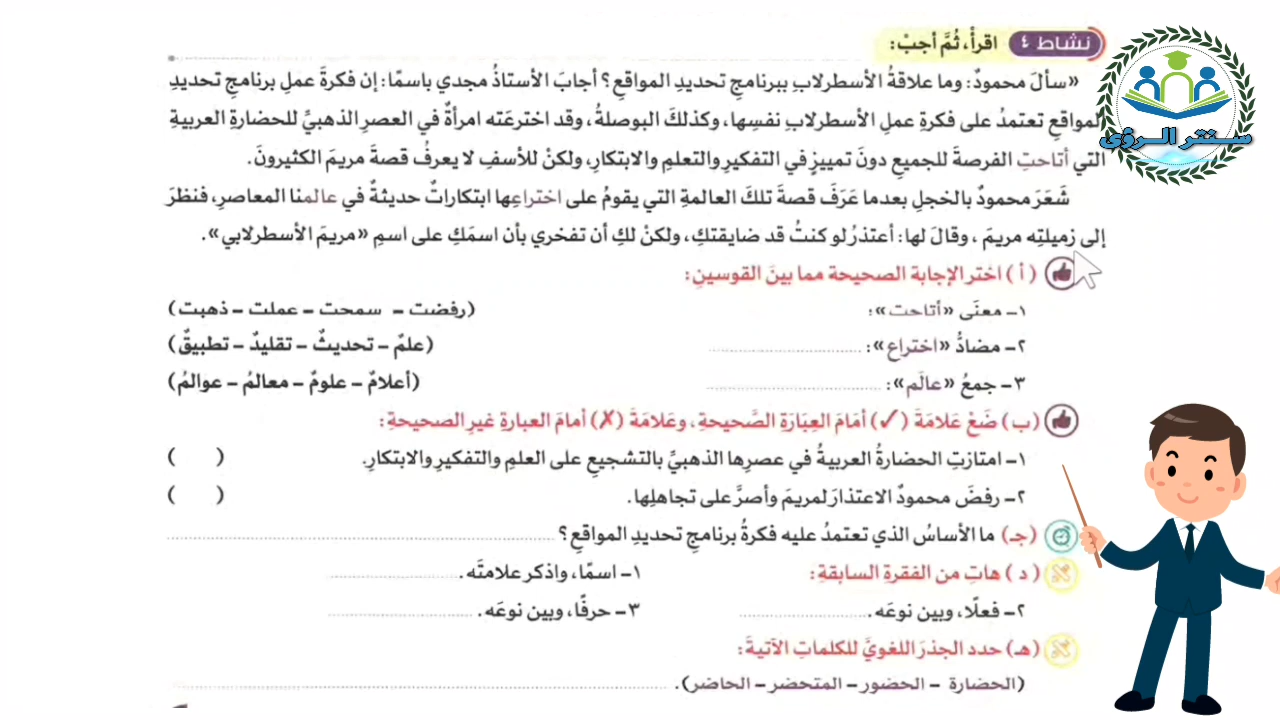 نشاط ٤ اقرأْ، ثُمَّ أجبْ:
سنتر الرؤى
«سألَ محمودٌ: وما علاقةُ الأسطرلابِ ببرنامجِ تحديدِ المواقعِ؟ أجابَ الأستاذُ مجدي باسمًا: إن فكرةَ عملِ برنامجِ تحديدِ
المواقعِ تعتمدُ على فكرةِ عملِ الأسطرلابِ نفسِها، وكذلكَ البوصلةُ، وقد اخترعَته امرأةٌ في العصرِ الذهبيِّ للحضارةِ العربيةِ
التي أتاحتِ الفرصةَ للجميعِ دونَ تمييزٍ في التفكيرِ والتعلمِ والابتكارِ، ولكنْ للأسفِ لا يعرفُ قصةَ مريمَ الكثيرونَ.
شَعَرَ محمودٌ بالخجلِ بعدما عَرَفَ قصةَ تلكَ العالمةِ التي يقومُ على اختراعِها ابتكاراتٌ حديثةٌ في عالمنا المعاصرِ، فنظرَ
إلى زميلتِه مريمَ، وقالَ لها: أعتذرُ لو كنتُ قد ضايقتكِ، ولكنْ لكِ أن تفخري بأن اسمَكِ على اسمِ «مريمَ الأسطرلابي».
(أ) اختر الإجابة الصحيحة مما بينَ القوسينِ:
١- معنَى «أتاحت»: (رفضت - سمحت - عملت - ذهبت)
٢- مضادُّ «اختراع»: ........ (علمٌ - تحديثٌ - تقليدٌ - تطبيقٌ)
٣- جمعُ «عالَم»: ........ (أعلامٌ - علومٌ - معالمُ - عوالمُ)
(ب) ضَعْ عَلامَةَ (✓) أمَامَ العِبَارَةِ الصَّحيحةِ، وعَلامَةَ (✗) أمامَ العبارةِ غيرِ الصحيحةِ:
١- امتازتِ الحضارةُ العربيةُ في عصرِها الذهبيِّ بالتشجيعِ على العلمِ والتفكيرِ والابتكارِ. ( )
٢- رفضَ محمودٌ الاعتذارَ لمريمَ وأصرَّ على تجاهلِها. ( )
(جـ) ما الأساسُ الذي تعتمدُ عليه فكرةُ برنامجِ تحديدِ المواقعِ؟ ........
(د) هاتِ من الفقرةِ السابقةِ: ١- اسمًا، واذكر علامتَه. ........
٢- فعلًا، وبين نوعَه. ........ ٣- حرفًا، وبين نوعَه. ........
(هـ) حدد الجذرَ اللغويَّ للكلماتِ الآتيةَ:
(الحضارة - الحضور - المتحضر - الحاضر). ........